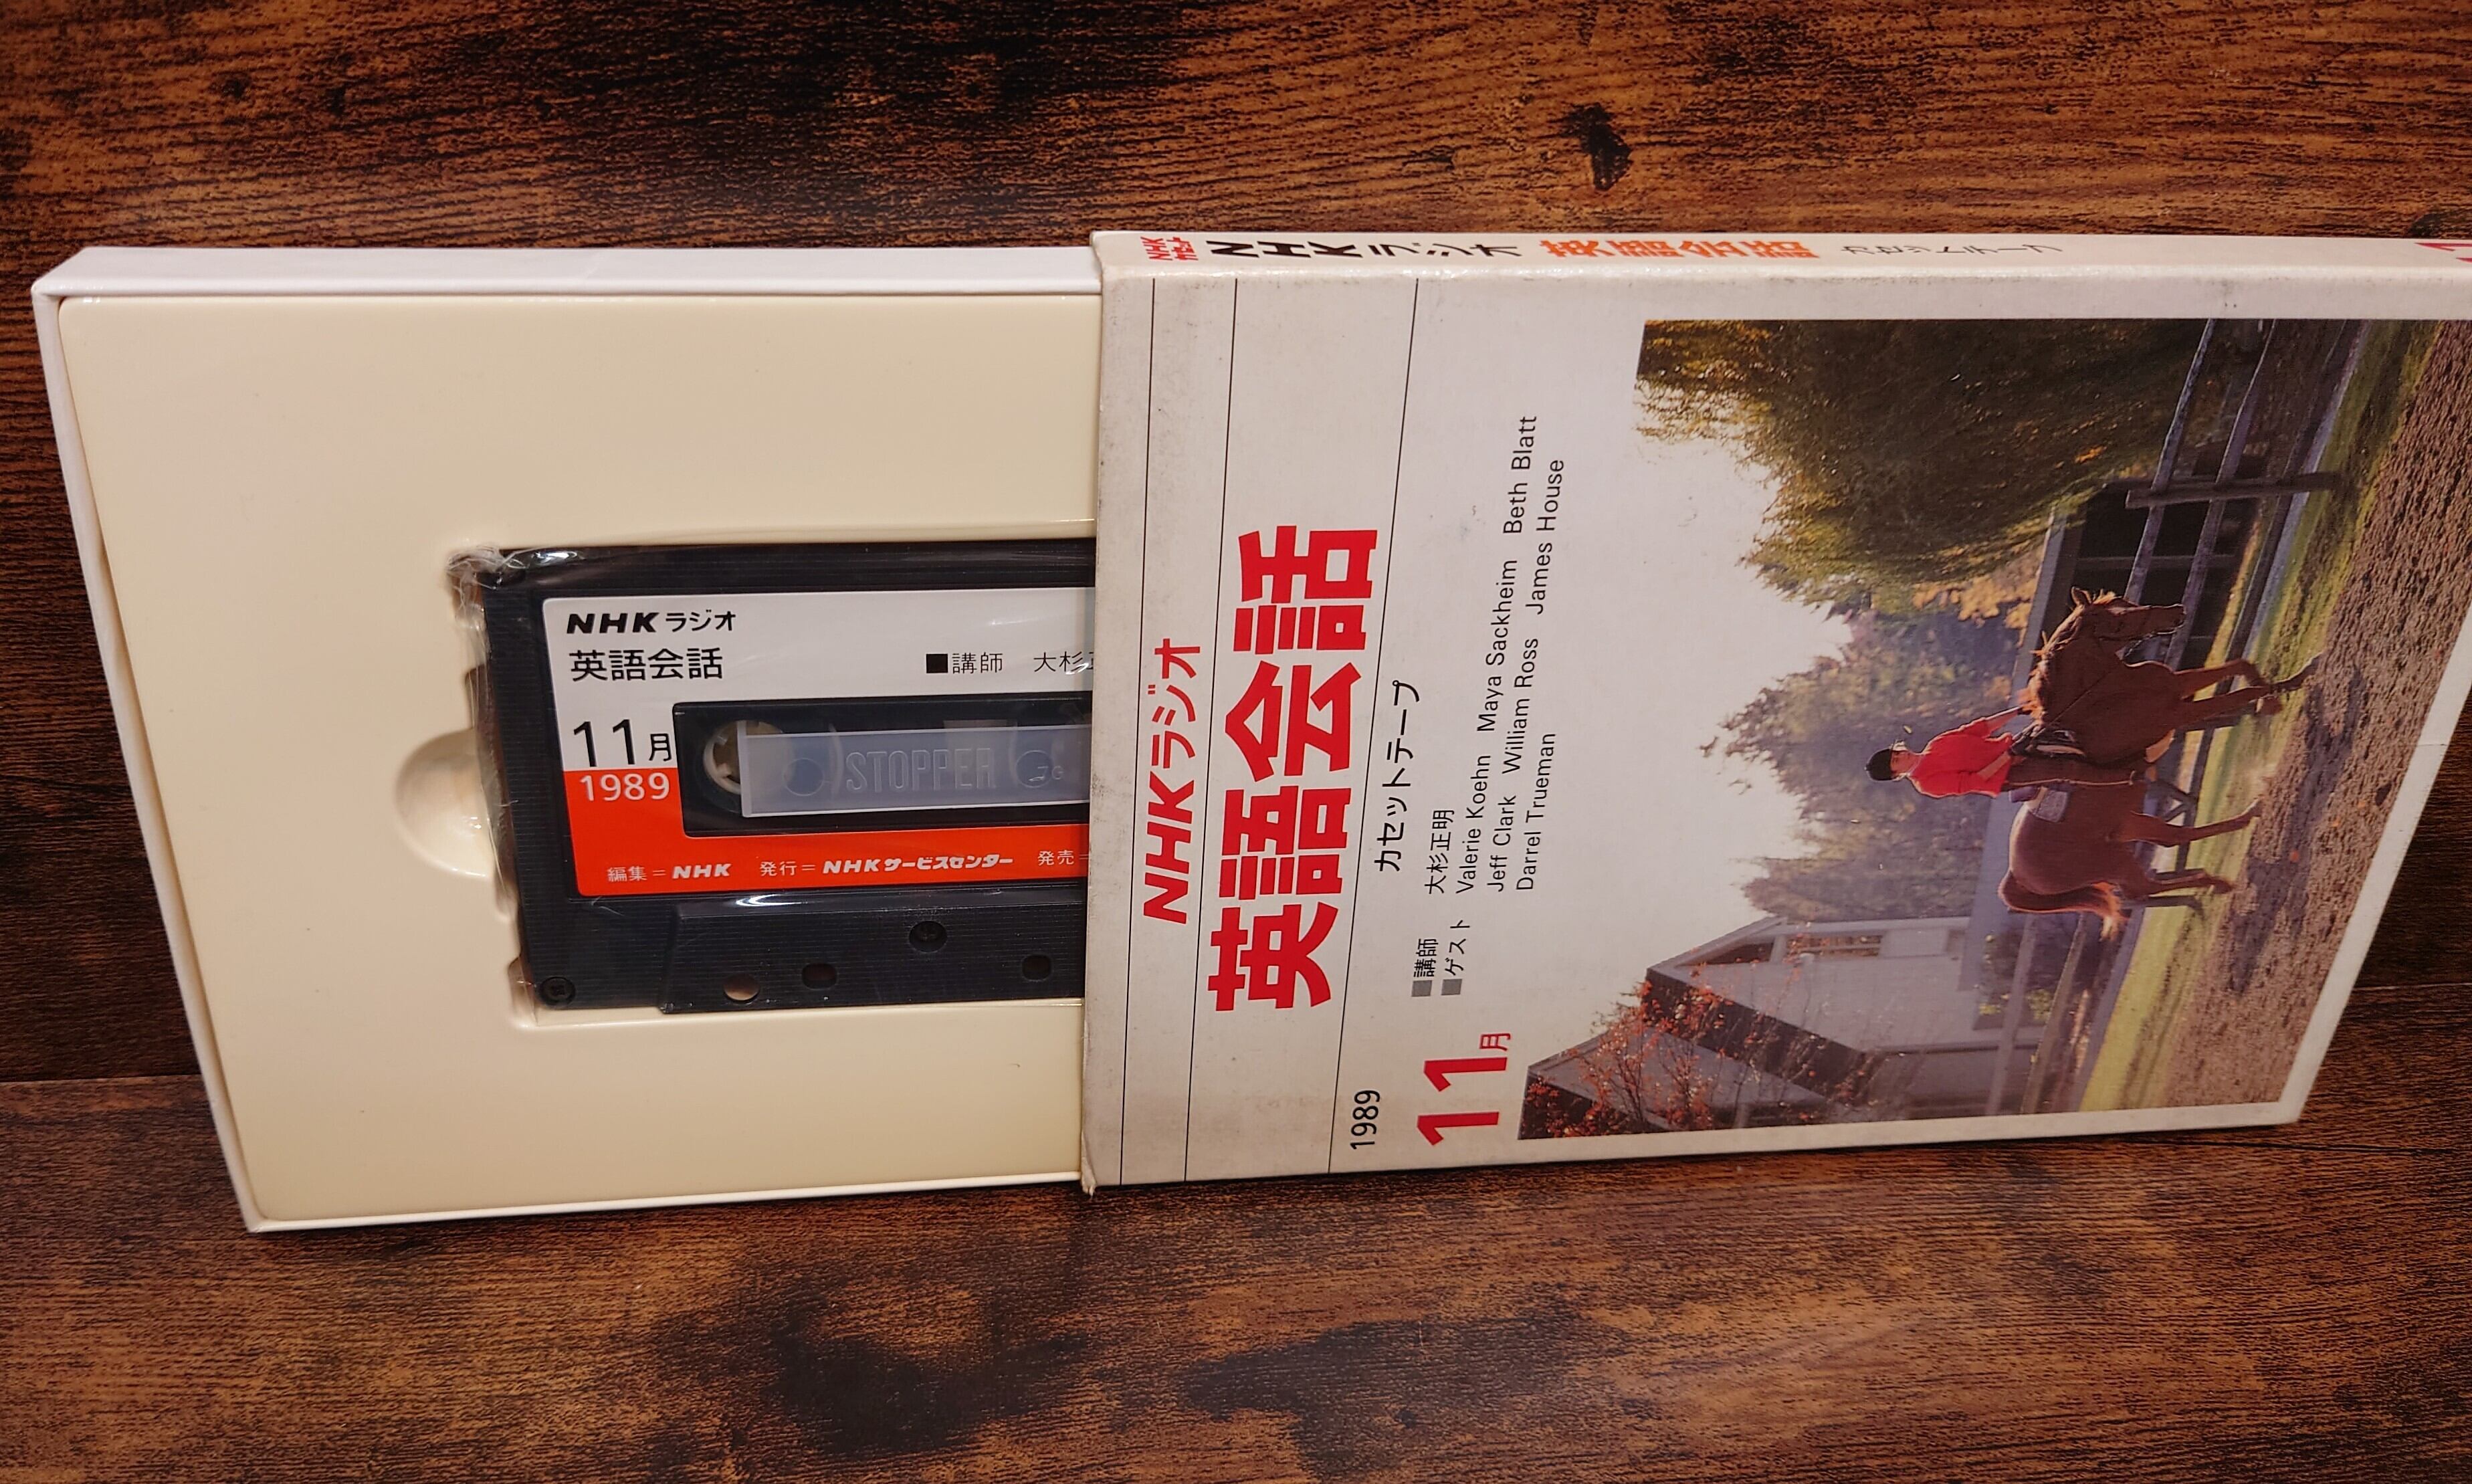 NHKラジオ
英語会話
■講師 大杉
11月
1989
STOPPER
編集=NHK 発行=NHKサービスセンター 発売=
NHK
NHKラジオ 英語会話 カセットテープ
NHKラジオ
英語会話
カセットテープ
1989
11月
■講師 大杉正明
■ゲスト Valerie Koehn Maya Sackheim Beth Blatt
Jeff Clark William Ross James House
Darrel Trueman